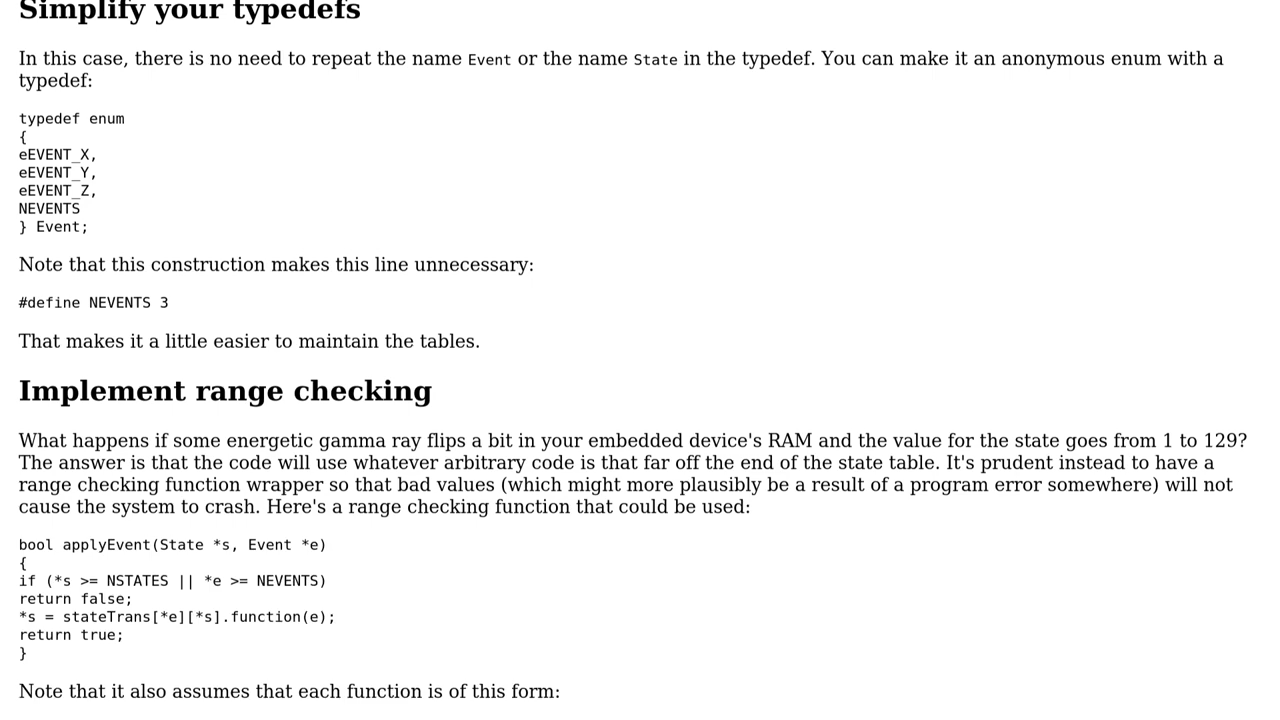 Simplify your typedefs
In this case, there is no need to repeat the name Event or the name State in the typedef. You can make it an anonymous enum with a
typedef:
typedef enum
{
eEVENT_X,
eEVENT_Y,
eEVENT_Z,
NEVENTS
} Event;
Note that this construction makes this line unnecessary:
#define NEVENTS 3
That makes it a little easier to maintain the tables.
Implement range checking
What happens if some energetic gamma ray flips a bit in your embedded device's RAM and the value for the state goes from 1 to 129?
The answer is that the code will use whatever arbitrary code is that far off the end of the state table. It's prudent instead to have a
range checking function wrapper so that bad values (which might more plausibly be a result of a program error somewhere) will not
cause the system to crash. Here's a range checking function that could be used:
bool applyEvent(State *s, Event *e)
{
if (*s >= NSTATES || *e >= NEVENTS)
return false;
*s = stateTrans[*e][*s].function(e);
return true;
}
Note that it also assumes that each function is of this form: